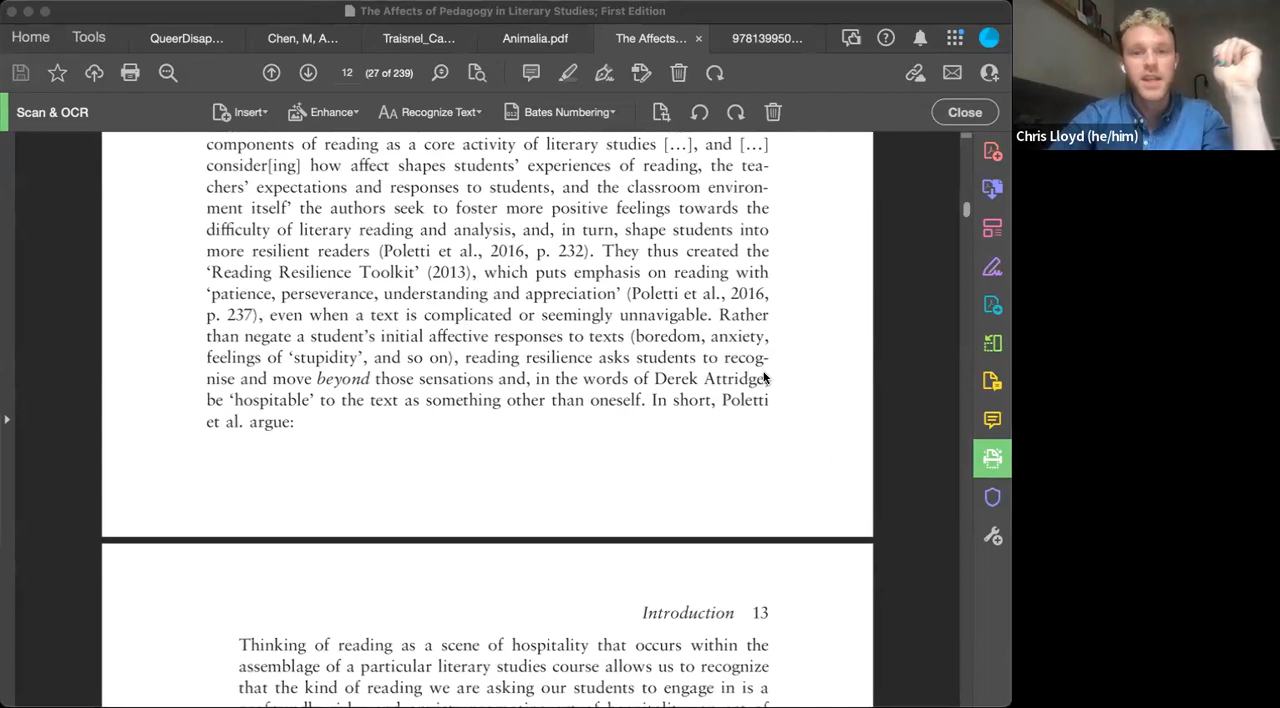 The Affects of Pedagogy in Literary Studies; First Edition
Home Tools QueerDisap... Chen, M, A... Traisnel_Ca... Animalia.pdf The Affects... × 978139950...
12 (27 of 239)
Scan & OCR Insert Enhance Recognize Text Bates Numbering Close
Chris Lloyd (he/him)
components of reading as a core activity of literary studies […], and […]
consider[ing] how affect shapes students’ experiences of reading, the tea-
chers’ expectations and responses to students, and the classroom environ-
ment itself’ the authors seek to foster more positive feelings towards the
difficulty of literary reading and analysis, and, in turn, shape students into
more resilient readers (Poletti et al., 2016, p. 232). They thus created the
‘Reading Resilience Toolkit’ (2013), which puts emphasis on reading with
‘patience, perseverance, understanding and appreciation’ (Poletti et al., 2016,
p. 237), even when a text is complicated or seemingly unnavigable. Rather
than negate a student’s initial affective responses to texts (boredom, anxiety,
feelings of ‘stupidity’, and so on), reading resilience asks students to recog-
nise and move beyond those sensations and, in the words of Derek Attridge,
be ‘hospitable’ to the text as something other than oneself. In short, Poletti
et al. argue:
Introduction 13
Thinking of reading as a scene of hospitality that occurs within the
assemblage of a particular literary studies course allows us to recognize
that the kind of reading we are asking our students to engage in is a